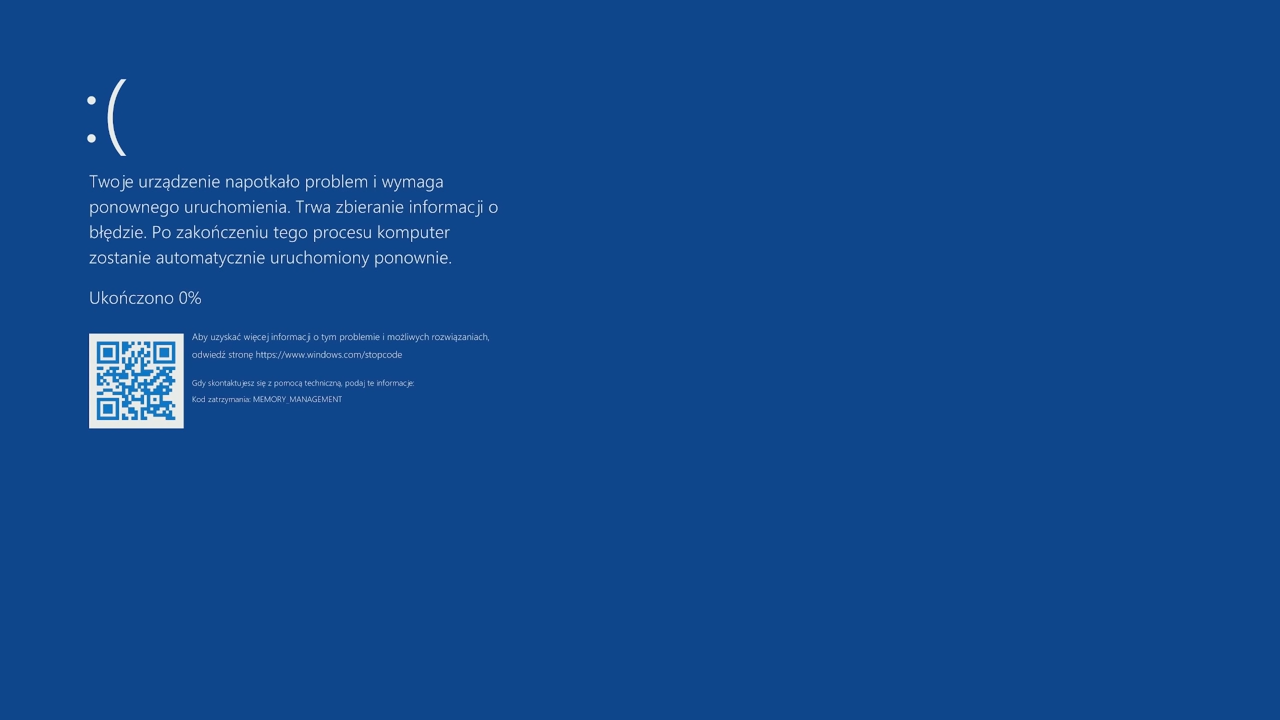 :(
Twoje urządzenie napotkało problem i wymaga
ponownego uruchomienia. Trwa zbieranie informacji o
błędzie. Po zakończeniu tego procesu komputer
zostanie automatycznie uruchomiony ponownie.
Ukończono 0%
Aby uzyskać więcej informacji o tym problemie i możliwych rozwiązaniach,
odwiedź stronę https://www.windows.com/stopcode
Gdy skontaktujesz się z pomocą techniczną, podaj te informacje:
Kod zatrzymania: MEMORY_MANAGEMENT